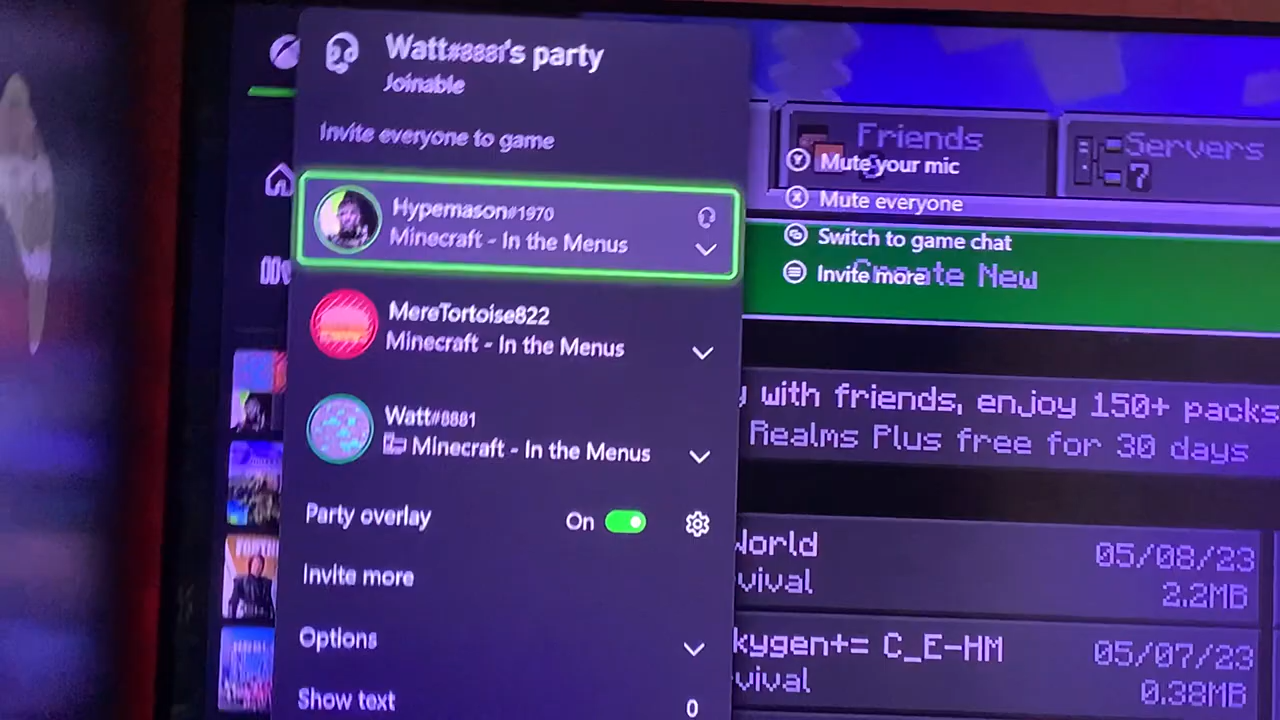 Watt#8881's party
Joinable
Invite everyone to game
Hypemason#1970
Minecraft - In the Menus
MereTortoise822
Minecraft - In the Menus
Watt#8881
Minecraft - In the Menus
Party overlay
On
Invite more
Options
Show text
0
Friends
Servers
?
Mute your mic
Mute everyone
Switch to game chat
Invite more
New
y with friends, enjoy 150+ packs
Realms Plus free for 30 days
World
vival
05/08/23
2.2MB
kygen+= C_E-HM
vival
05/07/23
0.38MB